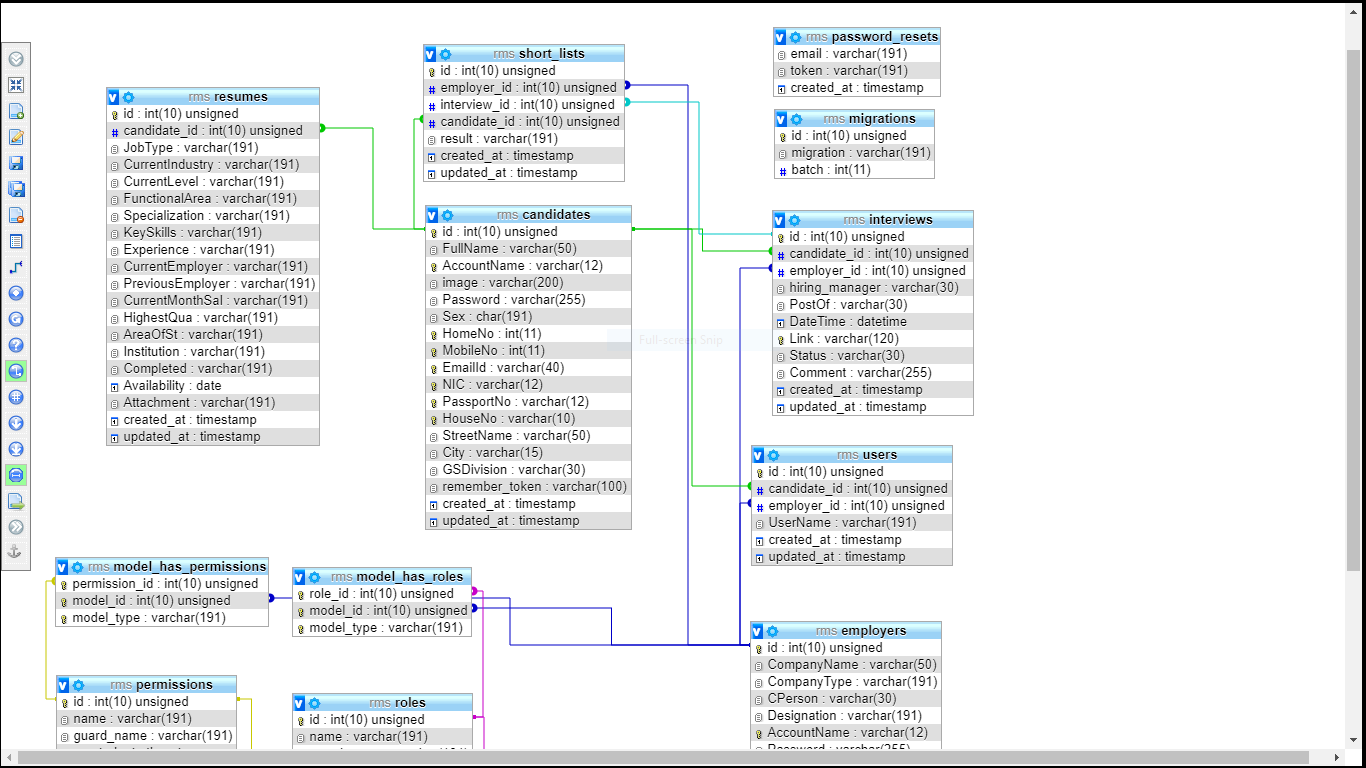 rms resumes
id : int(10) unsigned
candidate_id : int(10) unsigned
JobType : varchar(191)
CurrentIndustry : varchar(191)
CurrentLevel : varchar(191)
FunctionalArea : varchar(191)
Specialization : varchar(191)
KeySkills : varchar(191)
Experience : varchar(191)
CurrentEmployer : varchar(191)
PreviousEmployer : varchar(191)
CurrentMonthSal : varchar(191)
HighestQua : varchar(191)
AreaOfSt : varchar(191)
Institution : varchar(191)
Completed : varchar(191)
Availability : date
Attachment : varchar(191)
created_at : timestamp
updated_at : timestamp
rms short_lists
id : int(10) unsigned
employer_id : int(10) unsigned
interview_id : int(10) unsigned
candidate_id : int(10) unsigned
result : varchar(191)
created_at : timestamp
updated_at : timestamp
rms candidates
id : int(10) unsigned
FullName : varchar(50)
AccountName : varchar(12)
image : varchar(200)
Password : varchar(255)
Sex : char(191)
HomeNo : int(11)
MobileNo : int(11)
EmailId : varchar(40)
NIC : varchar(12)
PassportNo : varchar(12)
HouseNo : varchar(10)
StreetName : varchar(50)
City : varchar(15)
GSDivision : varchar(30)
remember_token : varchar(100)
created_at : timestamp
updated_at : timestamp
Full-screen Snip
rms password_resets
email : varchar(191)
token : varchar(191)
created_at : timestamp
rms migrations
id : int(10) unsigned
migration : varchar(191)
batch : int(11)
rms interviews
id : int(10) unsigned
candidate_id : int(10) unsigned
employer_id : int(10) unsigned
hiring_manager : varchar(30)
PostOf : varchar(30)
DateTime : datetime
Link : varchar(120)
Status : varchar(30)
Comment : varchar(255)
created_at : timestamp
updated_at : timestamp
rms users
id : int(10) unsigned
candidate_id : int(10) unsigned
employer_id : int(10) unsigned
UserName : varchar(191)
created_at : timestamp
updated_at : timestamp
rms model_has_permissions
permission_id : int(10) unsigned
model_id : int(10) unsigned
model_type : varchar(191)
rms model_has_roles
role_id : int(10) unsigned
model_id : int(10) unsigned
model_type : varchar(191)
rms permissions
id : int(10) unsigned
name : varchar(191)
guard_name : varchar(191)
rms roles
id : int(10) unsigned
name : varchar(191)
rms employers
id : int(10) unsigned
CompanyName : varchar(50)
CompanyType : varchar(191)
CPerson : varchar(30)
Designation : varchar(191)
AccountName : varchar(12)
Password : varchar(255)